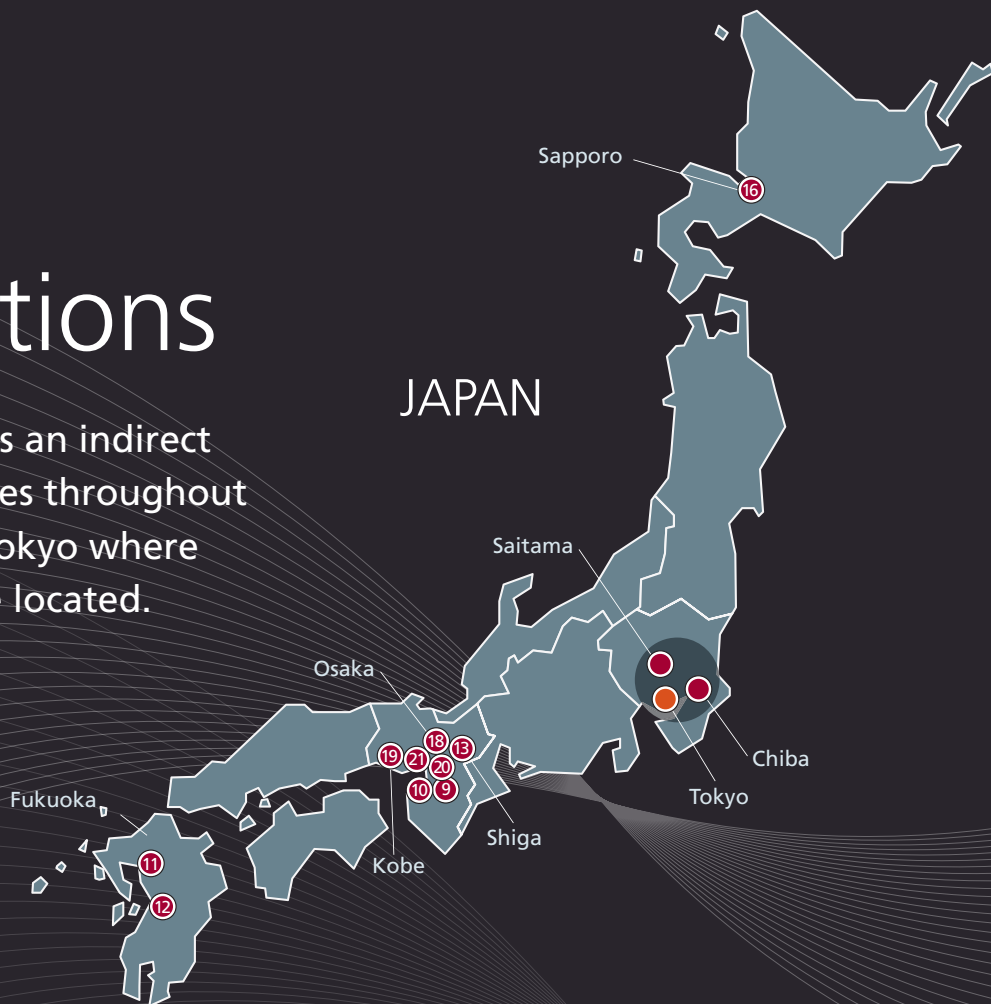 Sapporo
16
tions
JAPAN
s an indirect
es throughout
okyo where
located.
Saitama
Osaka
18
13
19
21
20
10
9
Chiba
Tokyo
Fukuoka
Shiga
Kobe
11
12